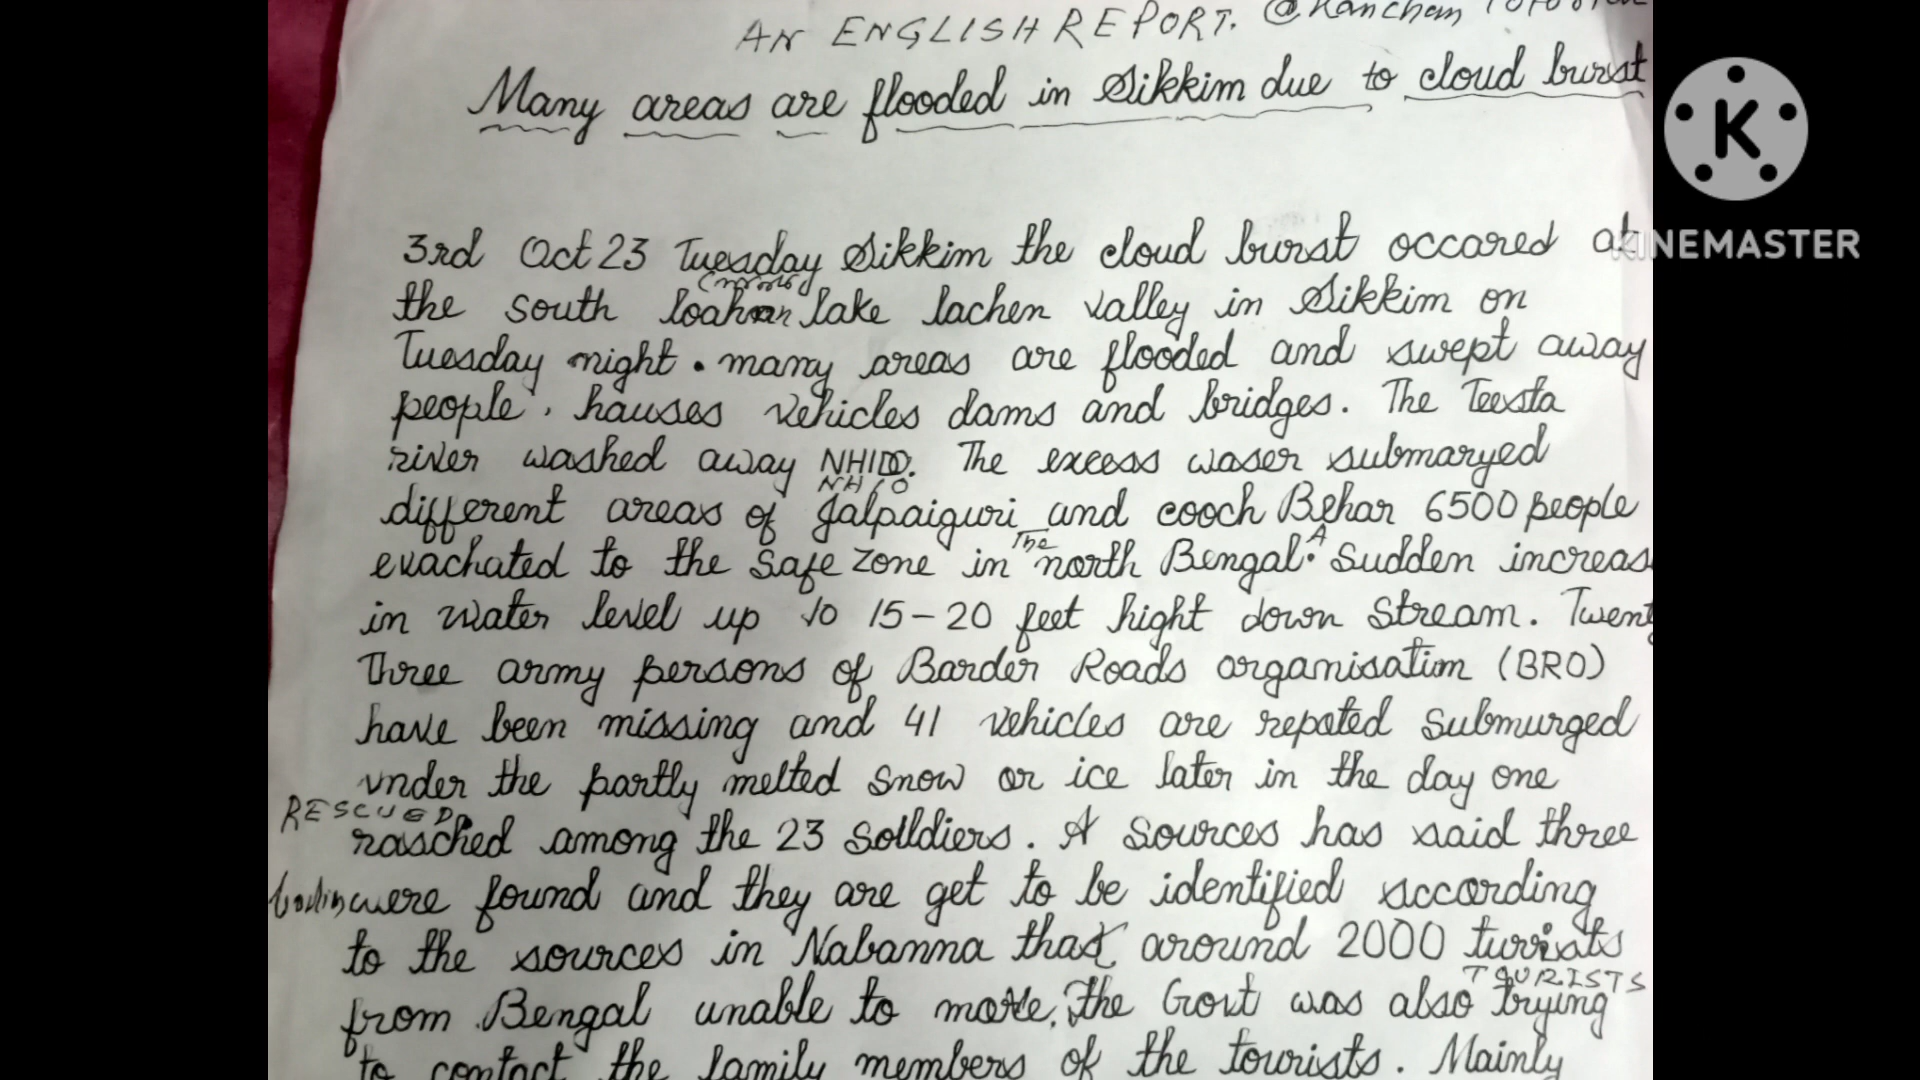 AN ENGLISH REPORT. @Kanchan
Many areas are flooded in Sikkim due to cloud burst
K
KINEMASTER
3rd Oct 23 Tuesday Sikkim the cloud burst occared at
the south loahnan lake lachen valley in Sikkim on
Tuesday night. many areas are flooded and swept away
people, hauses vehicles dams and bridges. The Teexta
river washed away NH10.
NH10
The excess waser submaryed
different areas of Jalpaiguri and cooch Behar 6500 people
evachated to the safe zone in The north Bengal. A Sudden increas
in water level up to 15-20 feet hight down stream. Twent
Three army persons of Barder Roads organisatim (BRO)
have been missing and 41 vehicles are repated submurged
under the partly melted snow or ice later in the day one
RESCUED
rasched among the 23 solldiers. A sources has said three
were found and they are get to be identified sccording
to the sources in Nabanna that around 2000 turists
TOURISTS
from Bengal unable to move. The Govt was also trying
to contact the family members of the tourists. Mainly